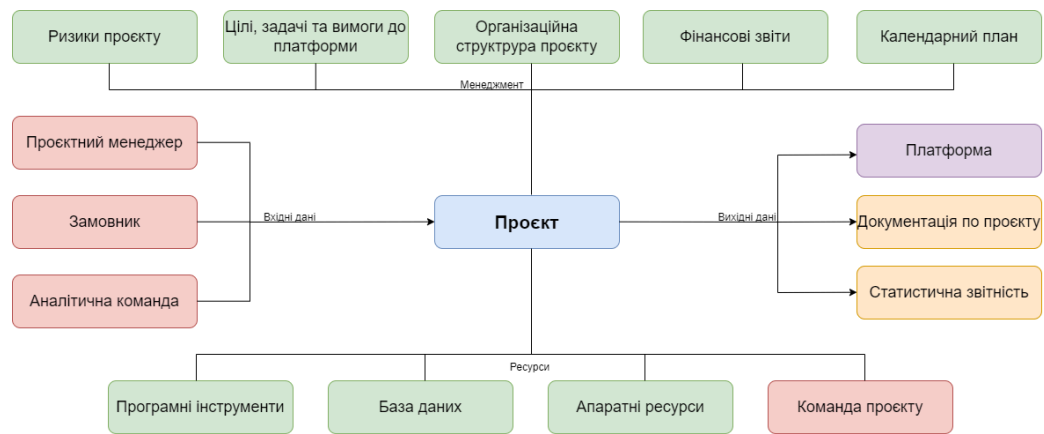 Ризики проєкту
Цілі, задачі та вимоги до
платформи
Організаційна
структрура проєкту
Фінансові звіти
Календарний план
Менеджмент
Проєктний менеджер
Платформа
Замовник
Вхідні дані
Проєкт
Вихідні дані
Документація по проєкту
Аналітична команда
Статистична звітність
Ресурси
Програмні інструменти
База даних
Апаратні ресурси
Команда проєкту